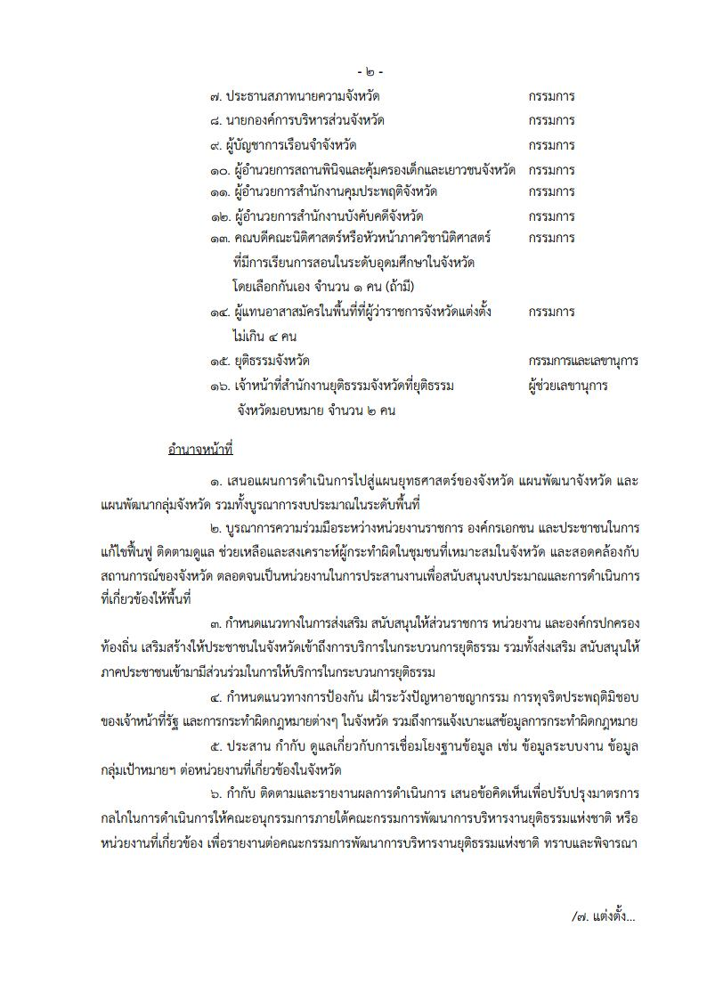 - ๒ -
๗. ประธานสภาทนายความจังหวัด กรรมการ
๘. นายกองค์การบริหารส่วนจังหวัด กรรมการ
๙. ผู้บัญชาการเรือนจำจังหวัด กรรมการ
๑๐. ผู้อำนวยการสถานพินิจและคุ้มครองเด็กและเยาวชนจังหวัด กรรมการ
๑๑. ผู้อำนวยการสำนักงานคุมประพฤติจังหวัด กรรมการ
๑๒. ผู้อำนวยการสำนักงานบังคับคดีจังหวัด กรรมการ
๑๓. คณบดีคณะนิติศาสตร์หรือหัวหน้าภาควิชานิติศาสตร์ กรรมการ
ที่มีการเรียนการสอนในระดับอุดมศึกษาในจังหวัด
โดยเลือกกันเอง จำนวน ๑ คน (ถ้ามี)
๑๔. ผู้แทนอาสาสมัครในพื้นที่ที่ผู้ว่าราชการจังหวัดแต่งตั้ง กรรมการ
ไม่เกิน ๔ คน
๑๕. ยุติธรรมจังหวัด กรรมการและเลขานุการ
๑๖. เจ้าหน้าที่สำนักงานยุติธรรมจังหวัดที่ยุติธรรม ผู้ช่วยเลขานุการ
จังหวัดมอบหมาย จำนวน ๒ คน
อำนาจหน้าที่
๑. เสนอแผนการดำเนินการไปสู่แผนยุทธศาสตร์ของจังหวัด แผนพัฒนาจังหวัด และ
แผนพัฒนากลุ่มจังหวัด รวมทั้งบูรณาการงบประมาณในระดับพื้นที่
๒. บูรณาการความร่วมมือระหว่างหน่วยงานราชการ องค์กรเอกชน และประชาชนในการ
แก้ไขฟื้นฟู ติดตามดูแล ช่วยเหลือและสงเคราะห์ผู้กระทำผิดในชุมชนที่เหมาะสมในจังหวัด และสอดคล้องกับ
สถานการณ์ของจังหวัด ตลอดจนเป็นหน่วยงานในการประสานงานเพื่อสนับสนุนงบประมาณและการดำเนินการ
ที่เกี่ยวข้องให้พื้นที่
๓. กำหนดแนวทางในการส่งเสริม สนับสนุนให้ส่วนราชการ หน่วยงาน และองค์กรปกครอง
ท้องถิ่น เสริมสร้างให้ประชาชนในจังหวัดเข้าถึงการบริการในกระบวนการยุติธรรม รวมทั้งส่งเสริม สนับสนุนให้
ภาคประชาชนเข้ามามีส่วนร่วมในการให้บริการในกระบวนการยุติธรรม
๔. กำหนดแนวทางการป้องกัน เฝ้าระวังปัญหาอาชญากรรม การทุจริตประพฤติมิชอบ
ของเจ้าหน้าที่รัฐ และการกระทำผิดกฎหมายต่างๆ ในจังหวัด รวมถึงการแจ้งเบาะแสข้อมูลการกระทำผิดกฎหมาย
๕. ประสาน กำกับ ดูแลเกี่ยวกับการเชื่อมโยงฐานข้อมูล เช่น ข้อมูลระบบงาน ข้อมูล
กลุ่มเป้าหมายฯ ต่อหน่วยงานที่เกี่ยวข้องในจังหวัด
๖. กำกับ ติดตามและรายงานผลการดำเนินการ เสนอข้อคิดเห็นเพื่อปรับปรุงมาตรการ
กลไกในการดำเนินการให้คณะอนุกรรมการภายใต้คณะกรรมการพัฒนาการบริหารงานยุติธรรมแห่งชาติ หรือ
หน่วยงานที่เกี่ยวข้อง เพื่อรายงานต่อคณะกรรมการพัฒนาการบริหารงานยุติธรรมแห่งชาติ ทราบและพิจารณา
/๗. แต่งตั้ง...